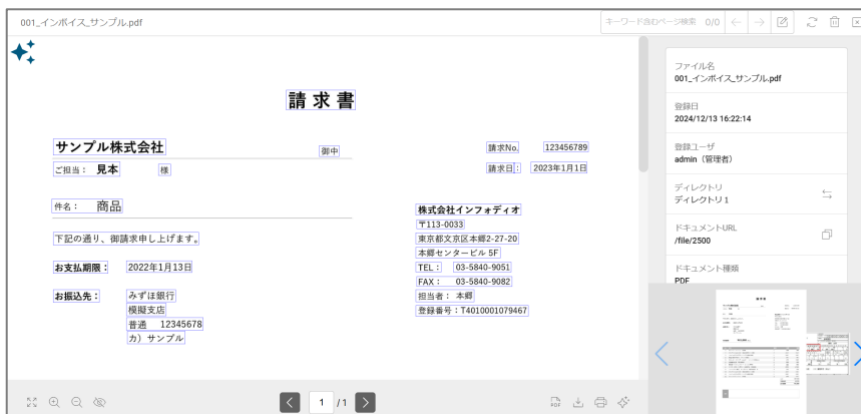 001_インボイス_サンプル.pdf
キーワード含むページ検索 0/0
請求書
サンプル株式会社 御中
ご担当： 見本 様
件名： 商品
下記の通り、御請求申し上げます。
お支払期限： 2022年1月13日
お振込先： みずほ銀行
模擬支店
普通 12345678
カ）サンプル
請求No. 123456789
請求日： 2023年1月1日
株式会社インフォディオ
〒113-0033
東京都文京区本郷2-27-20
本郷センタービル 5F
TEL： 03-5840-9051
FAX： 03-5840-9082
担当者： 本郷
登録番号：T4010001079467
ファイル名
001_インボイス_サンプル.pdf
登録日
2024/12/13 16:22:14
登録ユーザ
admin（管理者）
ディレクトリ
ディレクトリ 1
ドキュメントURL
/file/2500
ドキュメント種類
PDF
1 / 1
PDF